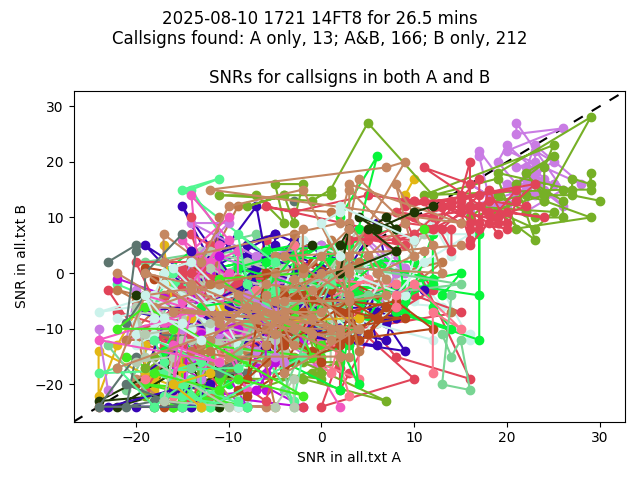 2025-08-10 1721 14FT8 for 26.5 mins
Callsigns found: A only, 13; A&B, 166; B only, 212
SNRs for callsigns in both A and B
30
20
10
0
−10
−20
SNR in all.txt B
−20 −10 0 10 20 30
SNR in all.txt A